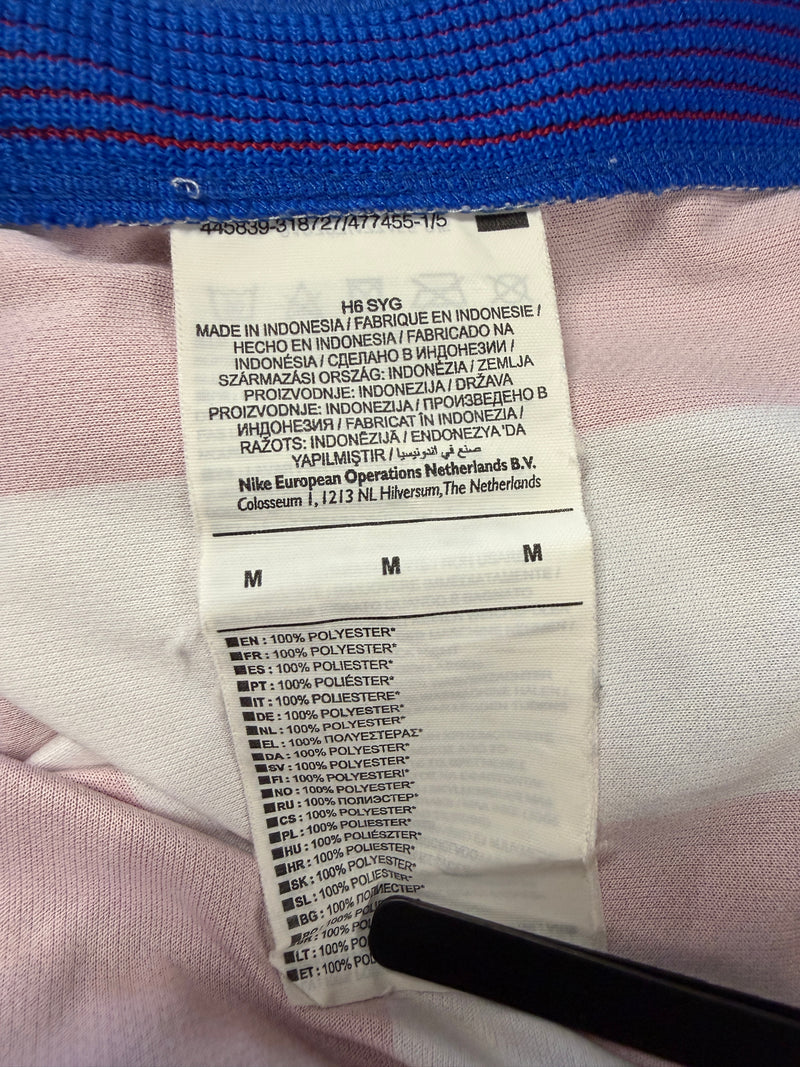 445839-318727/477455-1/5
H6 SYG
MADE IN INDONESIA / FABRIQUE EN INDONESIE /
HECHO EN INDONESIA / FABRICADO NA
INDONÉSIA / СДЕЛАНО В ИНДОНЕЗИИ /
SZÁRMAZÁSI ORSZÁG: INDONÉZIA / ZEMLJA
PROIZVODNJE: INDONEZIJA / DRŽAVA
PROIZVODNJE: INDONEZIJA / ПРОИЗВЕДЕНО В
ИНДОНЕЗИЯ / FABRICAT ÎN INDONEZIA /
RAŽOTS: INDONĒZIJĀ / ENDONEZYA 'DA
YAPILMIŞTIR / صنع في اندونيسيا
Nike European Operations Netherlands B.V.
Colosseum 1, 1213 NL Hilversum, The Netherlands
M M M
EN : 100% POLYESTER*
FR : 100% POLYESTER*
ES : 100% POLIESTER*
PT : 100% POLIÉSTER*
IT : 100% POLIESTERE*
DE : 100% POLYESTER*
NL : 100% POLYESTER*
EL : 100% ΠΟΛΥΕΣΤΕΡΑΣ*
DA : 100% POLYESTER*
SV : 100% POLYESTER*
FI : 100% POLYESTERI*
NO : 100% POLYESTER*
RU : 100% ПОЛИЭСТЕР*
CS : 100% POLYESTER*
PL : 100% POLIESTER*
HU : 100% POLIÉSZTER*
HR : 100% POLIESTER*
SK : 100% POLYESTER*
SL : 100% POLIESTER*
BG : 100% ПОЛИЕСТЕР*
100%
100%
LT : 100%
ET : 100%